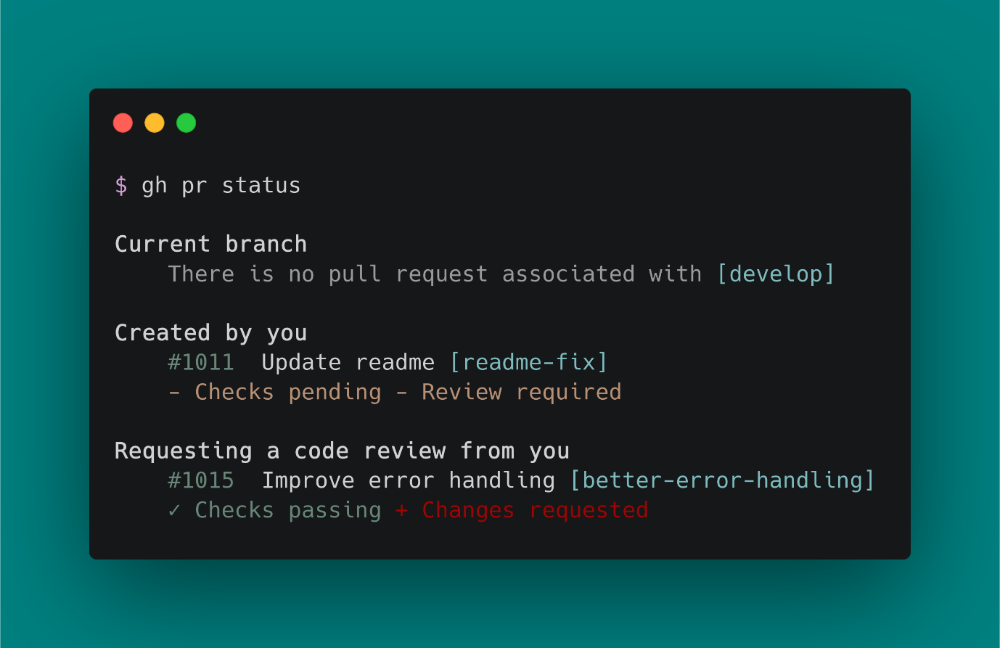 $ gh pr status
Current branch
There is no pull request associated with [develop]
Created by you
#1011 Update readme [readme-fix]
- Checks pending - Review required
Requesting a code review from you
#1015 Improve error handling [better-error-handling]
✓ Checks passing + Changes requested